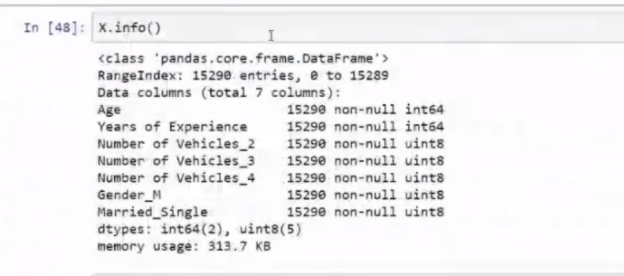 In [48]: X.info()
<class 'pandas.core.frame.DataFrame'>
RangeIndex: 15290 entries, 0 to 15289
Data columns (total 7 columns):
Age                      15290 non-null int64
Years of Experience      15290 non-null int64
Number of Vehicles_2     15290 non-null uint8
Number of Vehicles_3     15290 non-null uint8
Number of Vehicles_4     15290 non-null uint8
Gender_M                 15290 non-null uint8
Married_Single           15290 non-null uint8
dtypes: int64(2), uint8(5)
memory usage: 313.7 KB